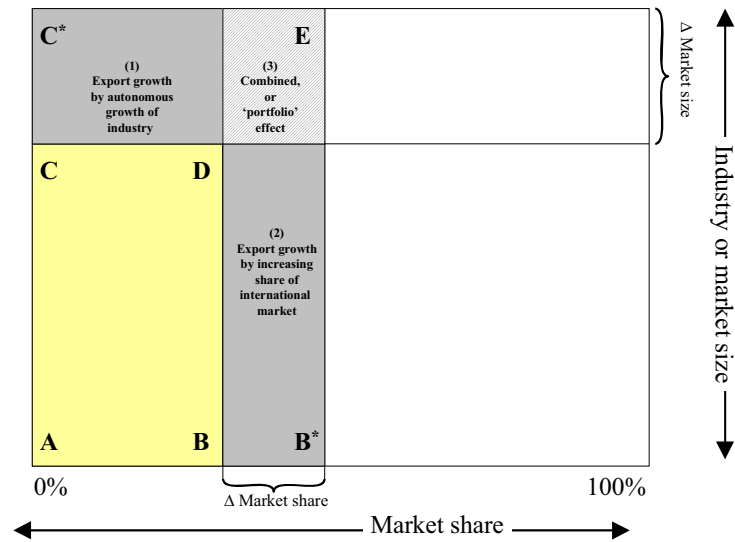 C* E
(1)
Export growth
by autonomous
growth of
industry
(3)
Combined,
or
‘portfolio’
effect
Δ Market size
C D
(2)
Export growth
by increasing
share of
international
market
Industry or market size
A B B*
0% 100%
Δ Market share
Market share